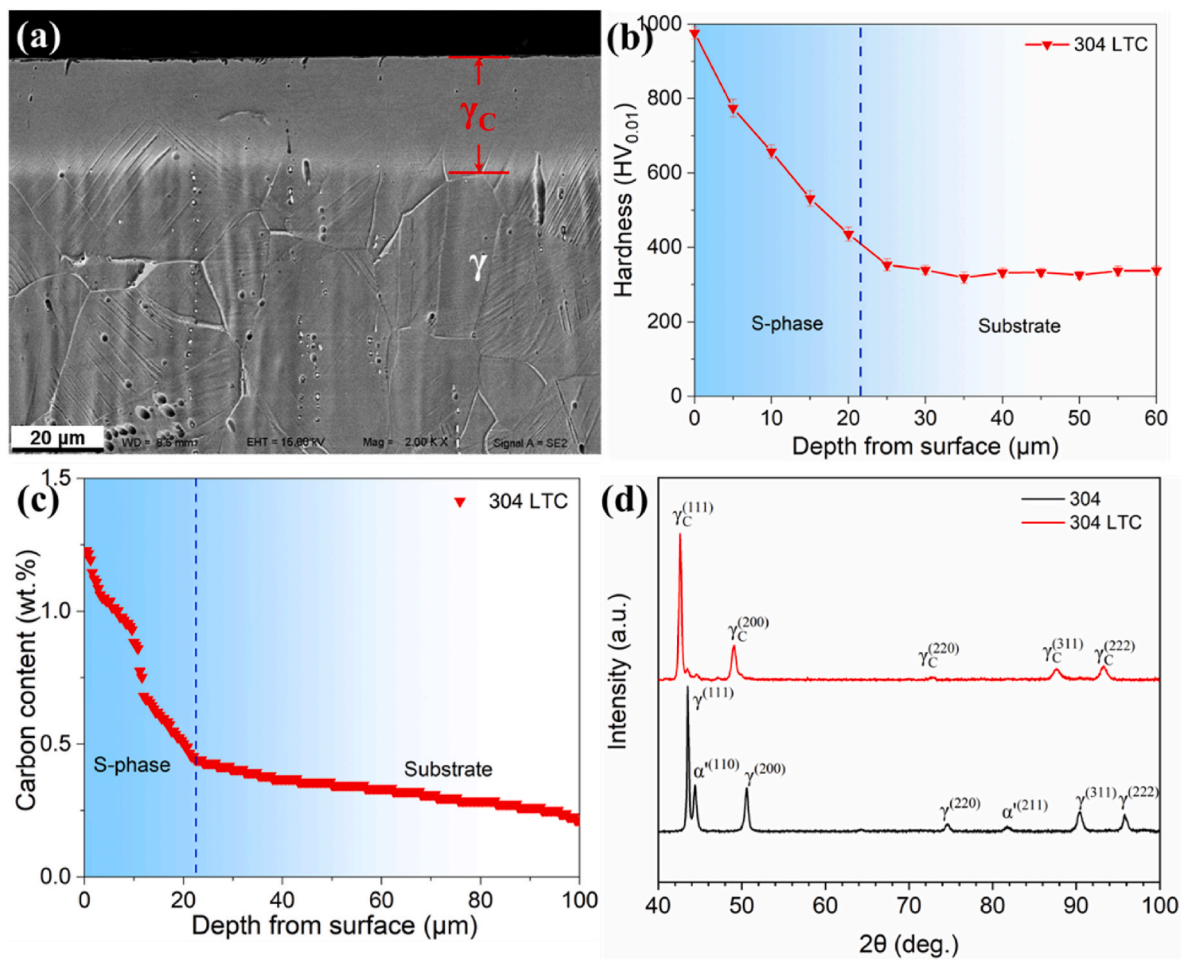 (a)
γC
γ
20 μm
WD = 8.5 mm
EHT = 15.00 kV
Mag = 2.00 K X
Signal A = SE2
(b)
304 LTC
1000
800
600
400
200
0
Hardness (HV0.01)
S-phase
Substrate
0 10 20 30 40 50 60
Depth from surface (μm)
(c)
304 LTC
1.5
1.0
0.5
0.0
Carbon content (wt.%)
S-phase
Substrate
0 20 40 60 80 100
Depth from surface (μm)
(d)
304
304 LTC
γC(111)
γC(200)
γC(220)
γC(311)
γC(222)
γ(111)
α'(110)
γ(200)
γ(220)
α'(211)
γ(311)
γ(222)
Intensity (a.u.)
40 50 60 70 80 90 100
2θ (deg.)